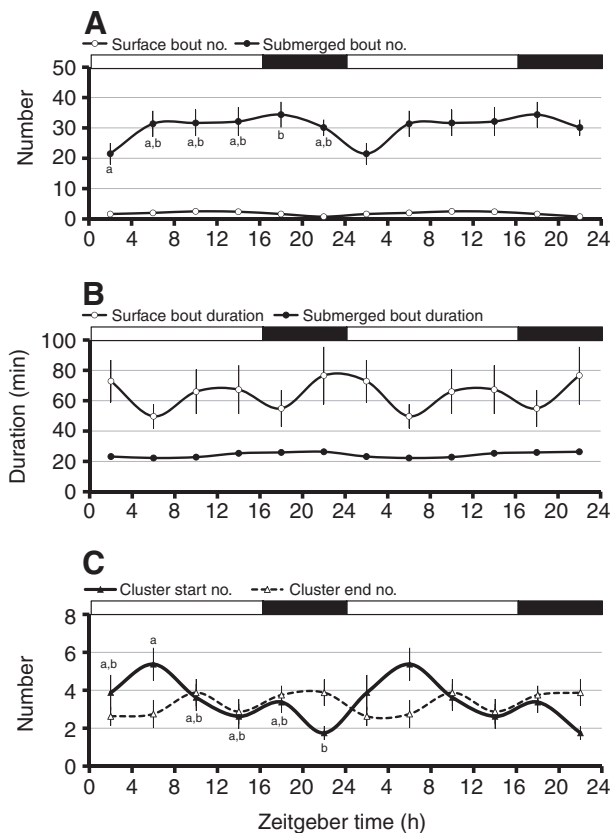 A
Surface bout no. Submerged bout no.
50
40
30
20
10
0
Number
a
a,b
a,b
a,b
b
a,b
0 4 8 12 16 20 24 4 8 12 16 20 24
B
Surface bout duration Submerged bout duration
100
80
60
40
20
0
Duration (min)
0 4 8 12 16 20 24 4 8 12 16 20 24
C
Cluster start no. Cluster end no.
8
6
4
2
0
Number
a,b
a
a,b
a,b
a,b
b
0 4 8 12 16 20 24 4 8 12 16 20 24
Zeitgeber time (h)